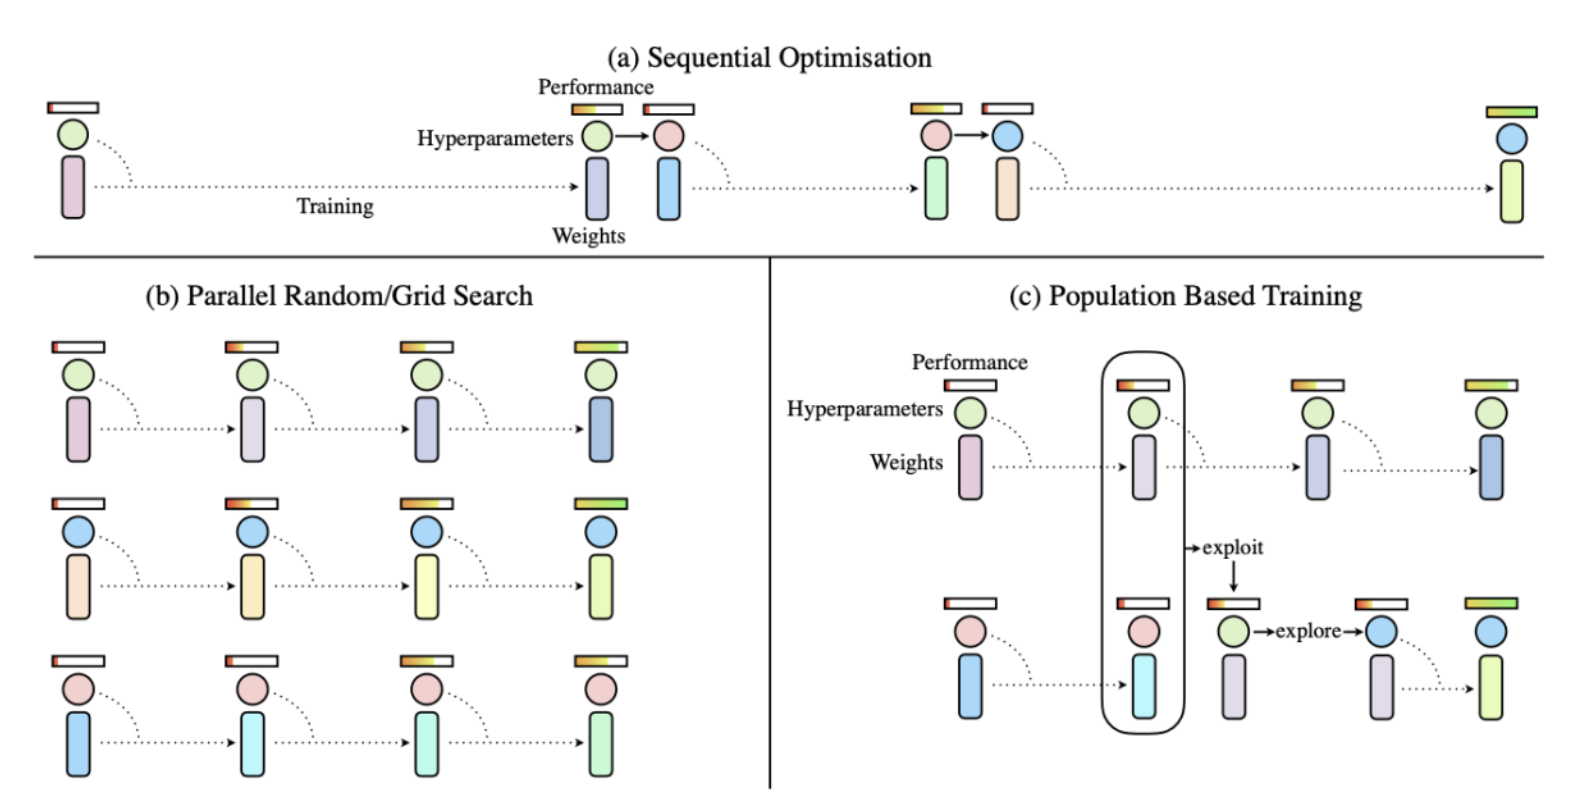 (a) Sequential Optimisation
Performance
Hyperparameters
Training
Weights
(b) Parallel Random/Grid Search
(c) Population Based Training
Performance
Hyperparameters
Weights
exploit
explore